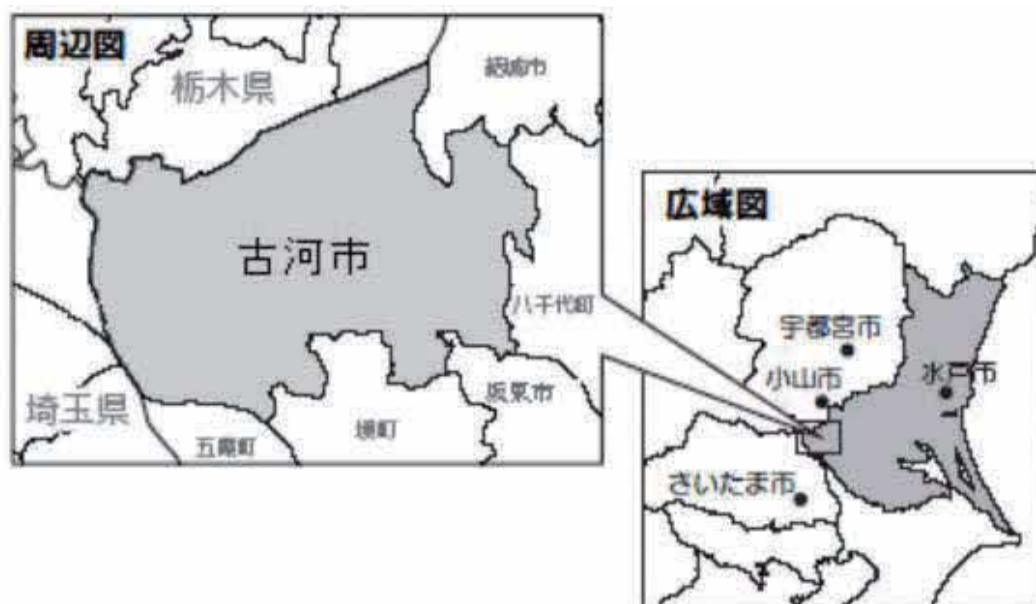 周辺図
栃木県
結城市
古河市
八千代町
坂東市
境町
五霞町
埼玉県
広域図
宇都宮市
小山市
水戸市
さいたま市